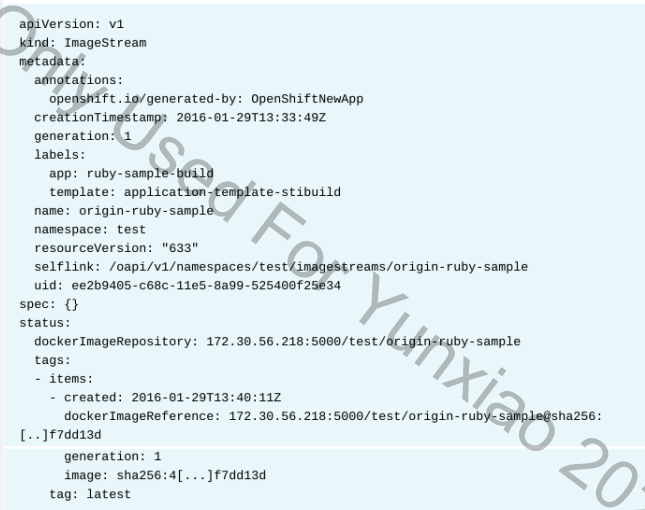 apiVersion: v1
kind: ImageStream
metadata:
  annotations:
    openshift.io/generated-by: OpenShiftNewApp
  creationTimestamp: 2016-01-29T13:33:49Z
  generation: 1
  labels:
    app: ruby-sample-build
    template: application-template-stibuild
  name: origin-ruby-sample
  namespace: test
  resourceVersion: "633"
  selflink: /oapi/v1/namespaces/test/imagestreams/origin-ruby-sample
  uid: ee2b9405-c68c-11e5-8a99-525400f25e34
spec: {}
status:
  dockerImageRepository: 172.30.56.218:5000/test/origin-ruby-sample
  tags:
  - items:
    - created: 2016-01-29T13:40:11Z
      dockerImageReference: 172.30.56.218:5000/test/origin-ruby-sample@sha256:
[..]f7dd13d
      generation: 1
      image: sha256:4[...]f7dd13d
    tag: latest
Only Used For Yunxiao